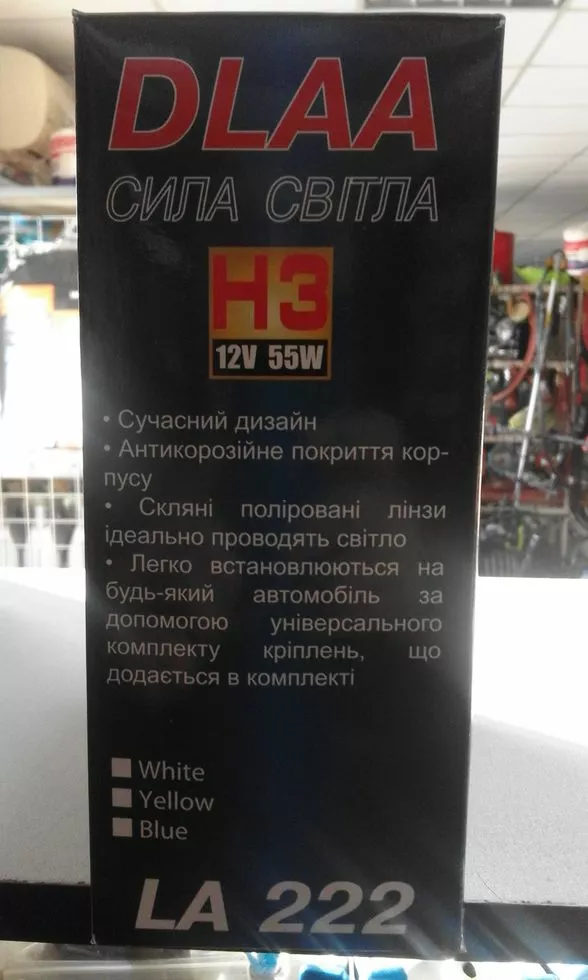 DLAA
СИЛА СВІТЛА
H3
12V 55W
• Сучасний дизайн
• Антикорозійне покриття кор-
пусу
• Скляні поліровані лінзи
ідеально проводять світло
• Легко встановлюються на
будь-який автомобіль за
допомогою універсального
комплекту кріплень, що
додається в комплекті
White
Yellow
Blue
LA 222